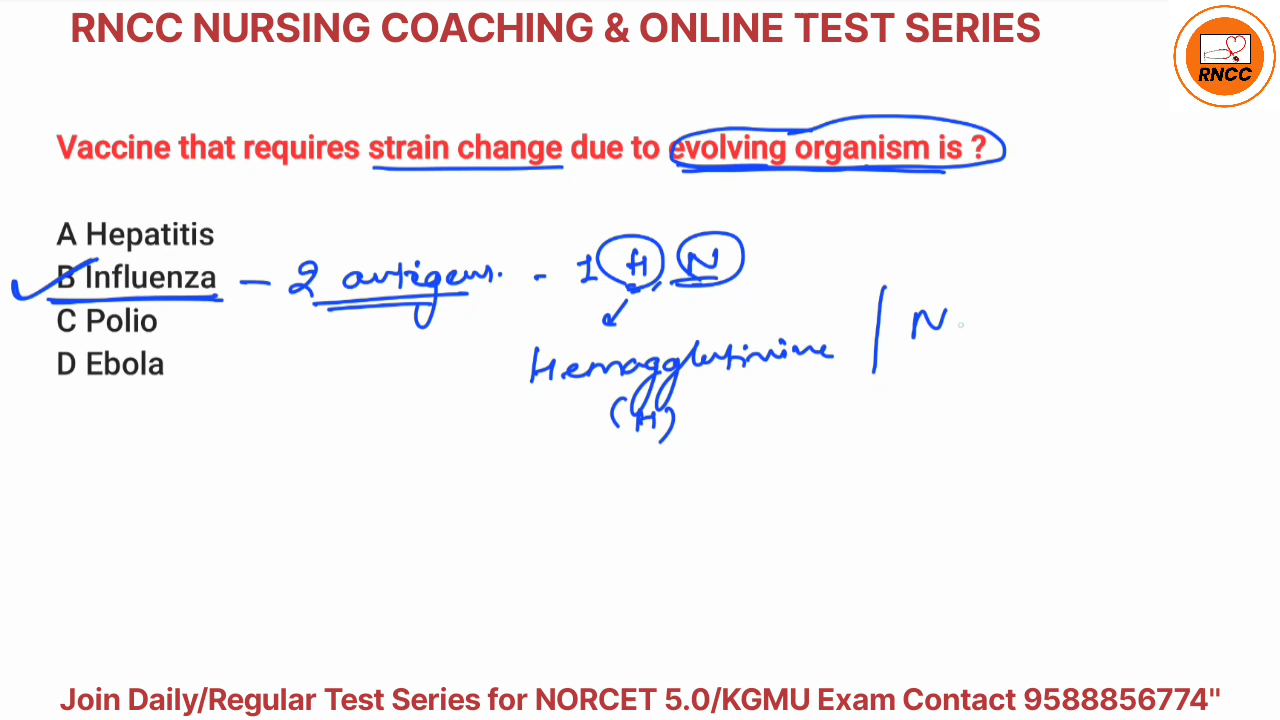 RNCC NURSING COACHING & ONLINE TEST SERIES
RNCC
Vaccine that requires strain change due to evolving organism is ?
A Hepatitis
B Influenza - 2 antigens. - 1 H, N
C Polio
D Ebola
Hemagglutinine / N
(H)
Join Daily/Regular Test Series for NORCET 5.0/KGMU Exam Contact 9588856774"